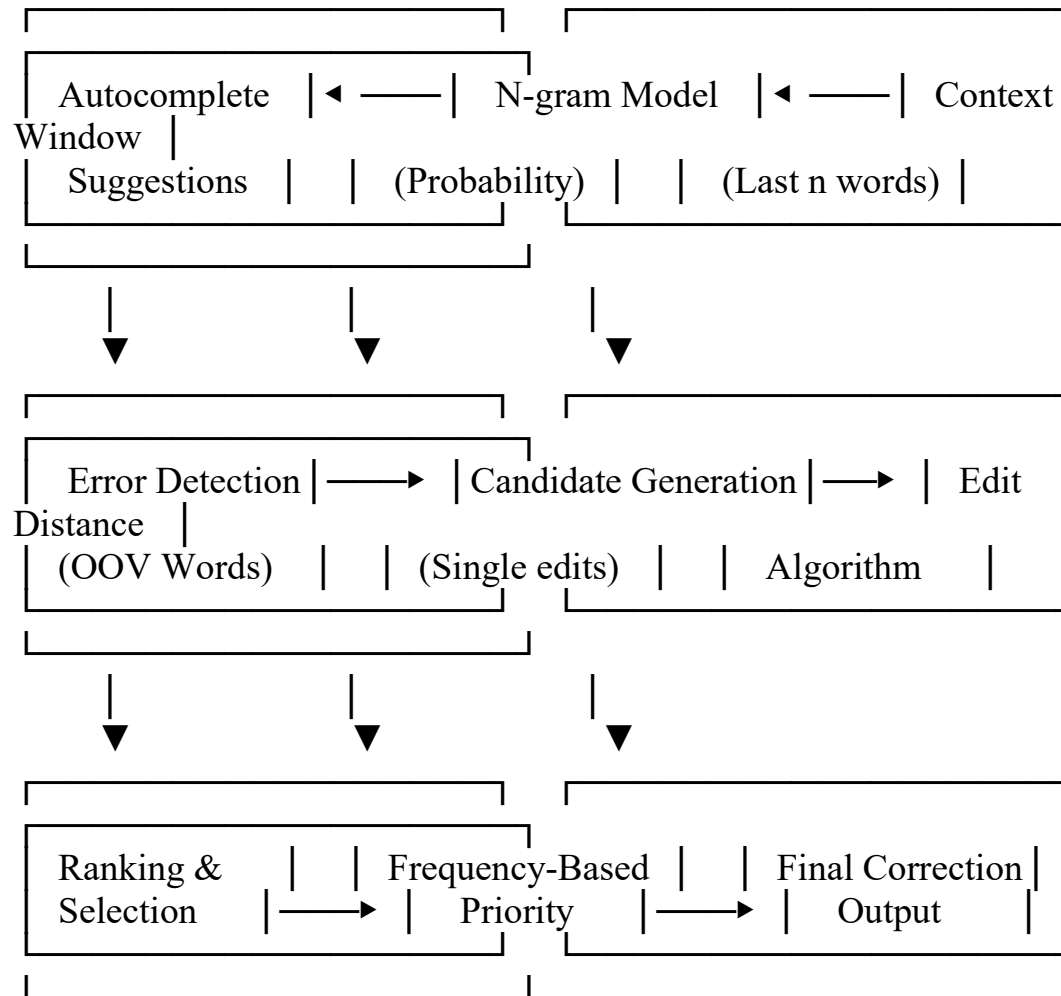 Autocomplete N-gram Model Context
Window
Suggestions (Probability) (Last n words)
Error Detection Candidate Generation Edit
Distance
(OOV Words) (Single edits) Algorithm
Ranking & Frequency-Based Final Correction
Selection Priority Output